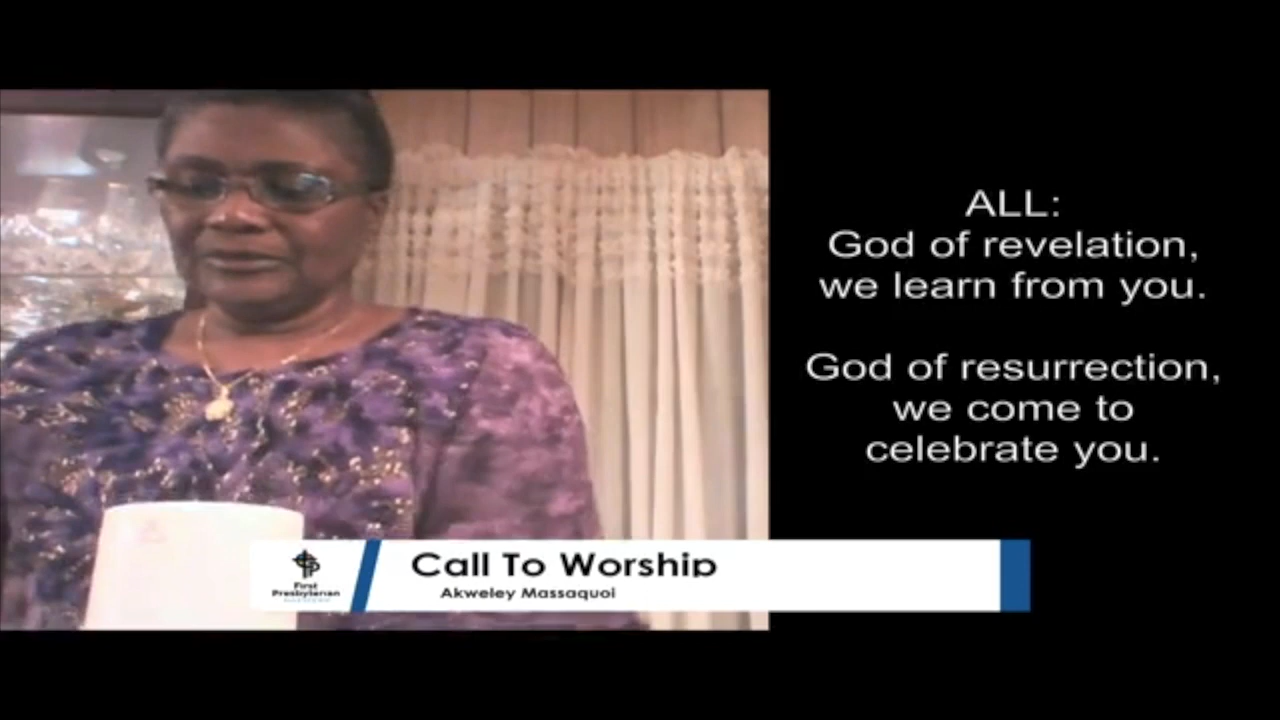 ALL:
God of revelation,
we learn from you.
God of resurrection,
we come to
celebrate you.
Call To Worship
Akweley Massaquoi
First
Presbyterian